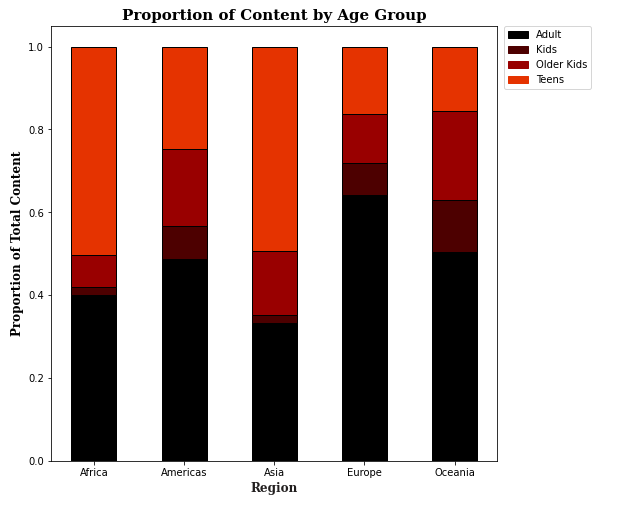 Proportion of Content by Age Group
Adult
Kids
Older Kids
Teens
Proportion of Total Content
1.0
0.8
0.6
0.4
0.2
0.0
Africa Americas Asia Europe Oceania
Region